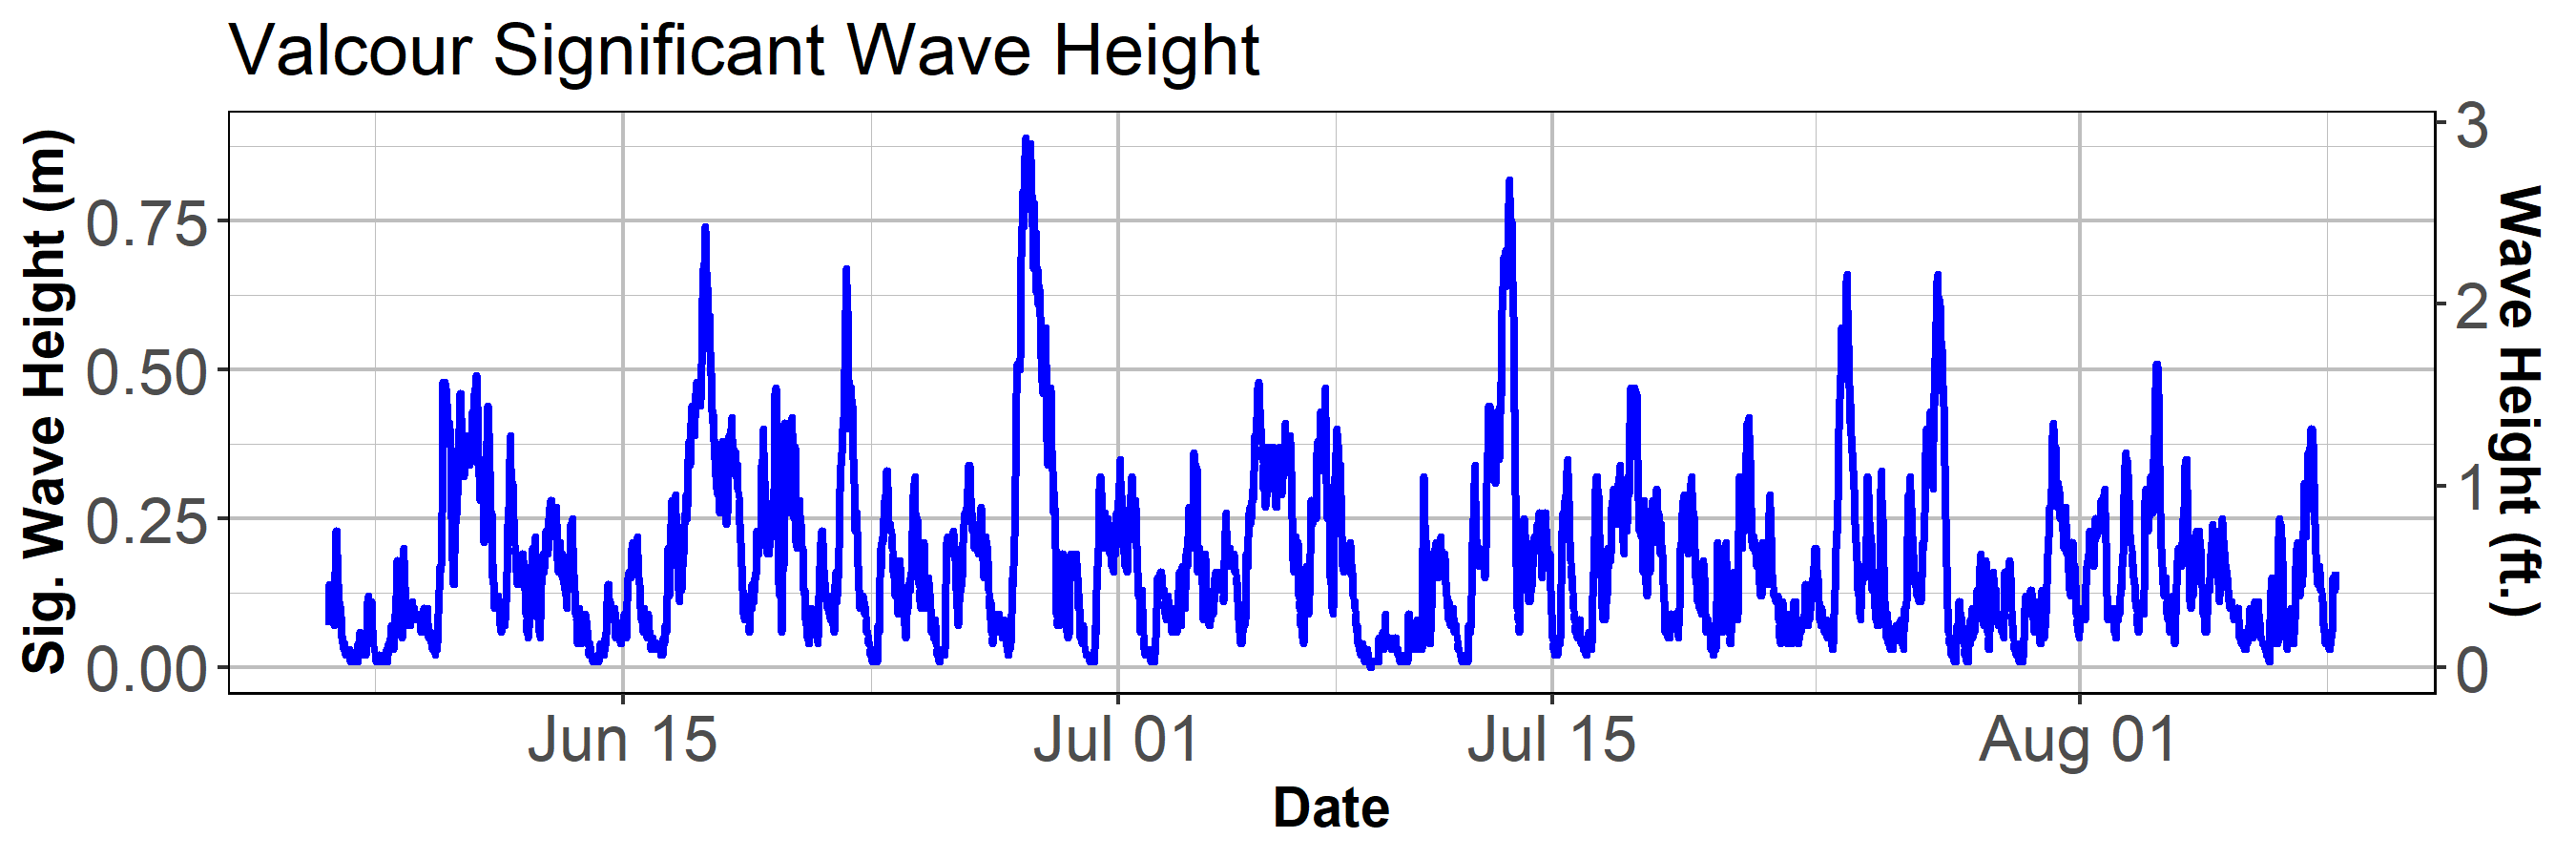 Valcour Significant Wave Height
Sig. Wave Height (m)
0.75
0.50
0.25
0.00
3
2
1
0
Wave Height (ft.)
Jun 15
Jul 01
Jul 15
Aug 01
Date